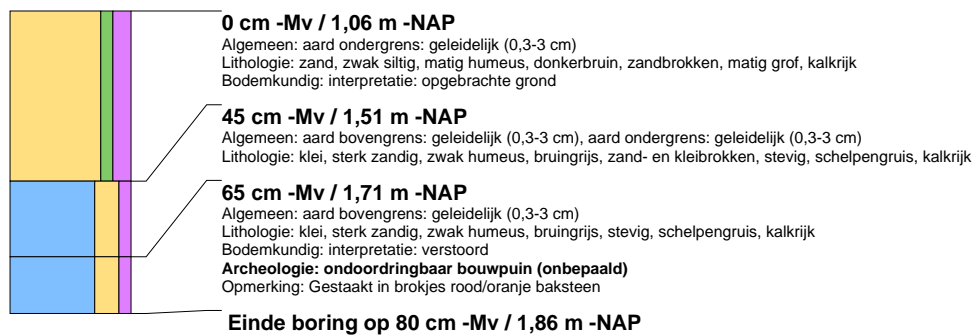 0 cm -Mv / 1,06 m -NAP
Algemeen: aard ondergrens: geleidelijk (0,3-3 cm)
Lithologie: zand, zwak siltig, matig humeus, donkerbruin, zandbrokken, matig grof, kalkrijk
Bodemkundig: interpretatie: opgebrachte grond
45 cm -Mv / 1,51 m -NAP
Algemeen: aard bovengrens: geleidelijk (0,3-3 cm), aard ondergrens: geleidelijk (0,3-3 cm)
Lithologie: klei, sterk zandig, zwak humeus, bruingrijs, zand- en kleibrokken, stevig, schelpengruis, kalkrijk
65 cm -Mv / 1,71 m -NAP
Algemeen: aard bovengrens: geleidelijk (0,3-3 cm)
Lithologie: klei, sterk zandig, zwak humeus, bruingrijs, stevig, schelpengruis, kalkrijk
Bodemkundig: interpretatie: verstoord
Archeologie: ondoordringbaar bouwpuin (onbepaald)
Opmerking: Gestaakt in brokjes rood/oranje baksteen
Einde boring op 80 cm -Mv / 1,86 m -NAP